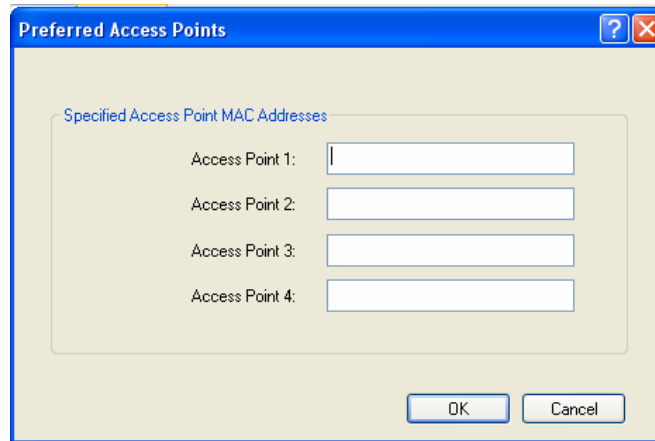 Preferred Access Points
Specified Access Point MAC Addresses
Access Point 1:
Access Point 2:
Access Point 3:
Access Point 4:
OK Cancel